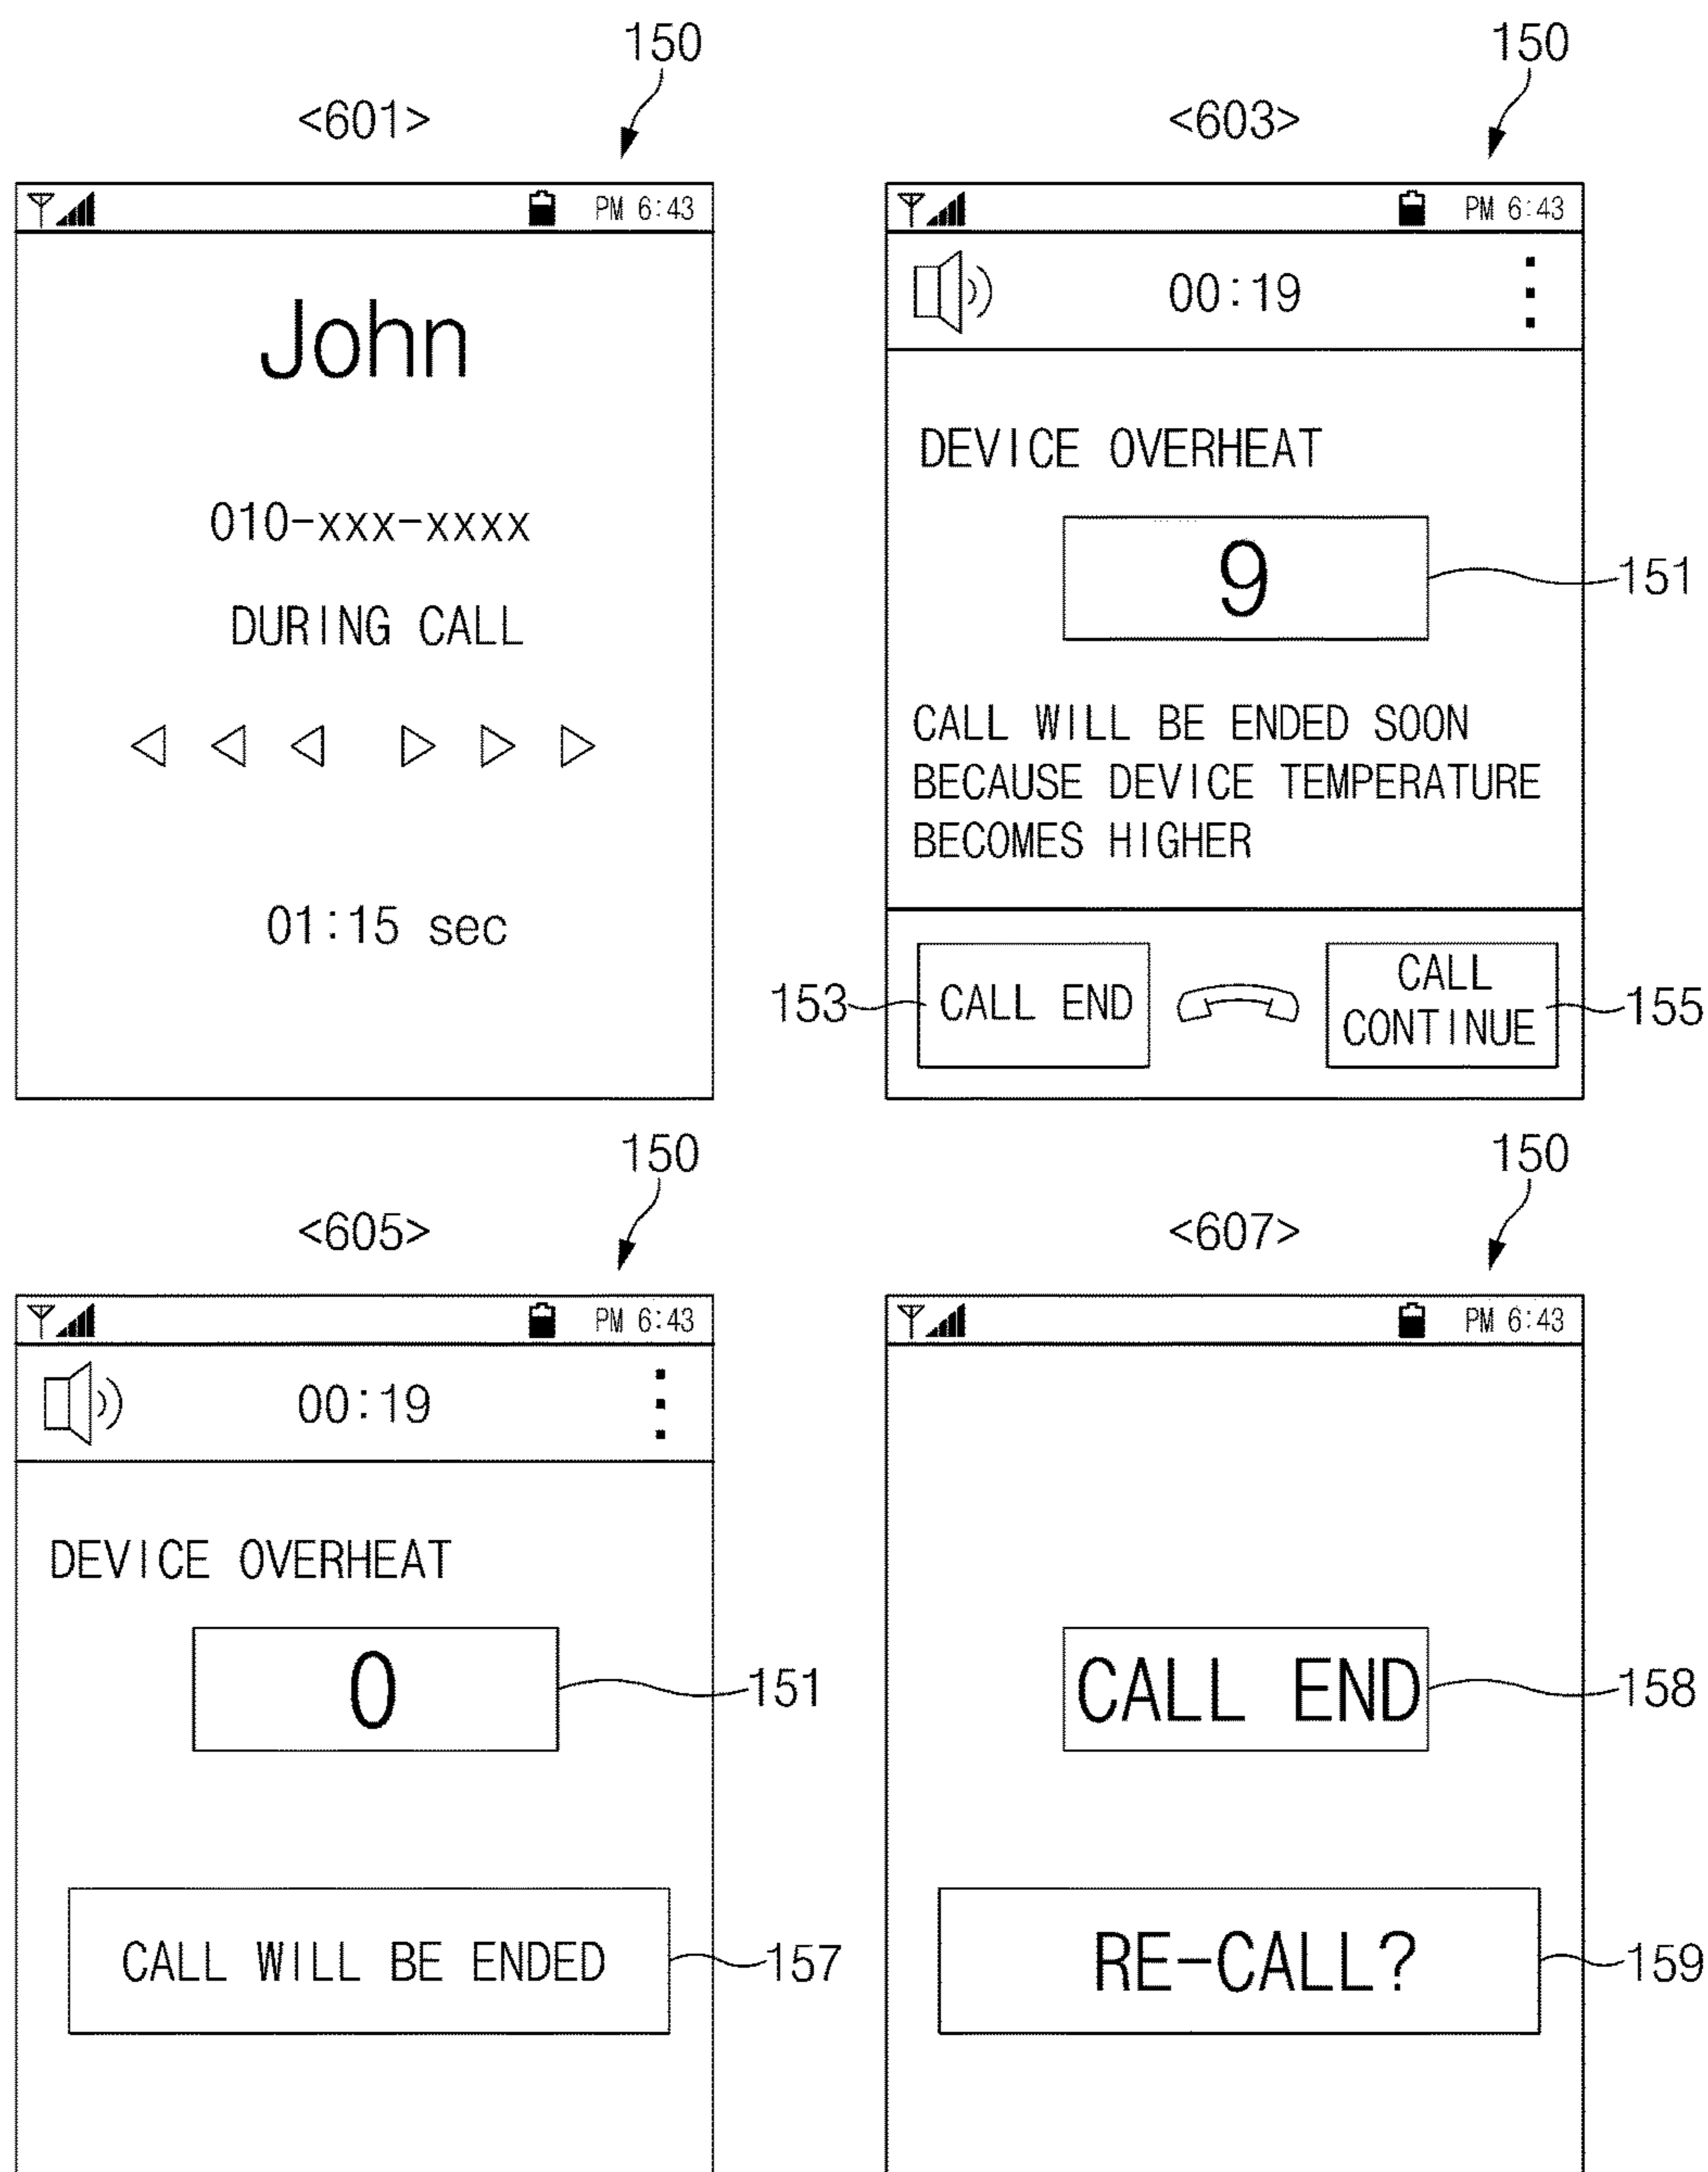 150
<601>
PM 6:43
John
010-xxx-xxxx
DURING CALL
01:15 sec
150
<603>
PM 6:43
00:19
DEVICE OVERHEAT
9
151
CALL WILL BE ENDED SOON
BECAUSE DEVICE TEMPERATURE
BECOMES HIGHER
153
CALL END
CALL
CONTINUE
155
150
<605>
PM 6:43
00:19
DEVICE OVERHEAT
0
151
CALL WILL BE ENDED
157
150
<607>
PM 6:43
CALL END
158
RE-CALL?
159